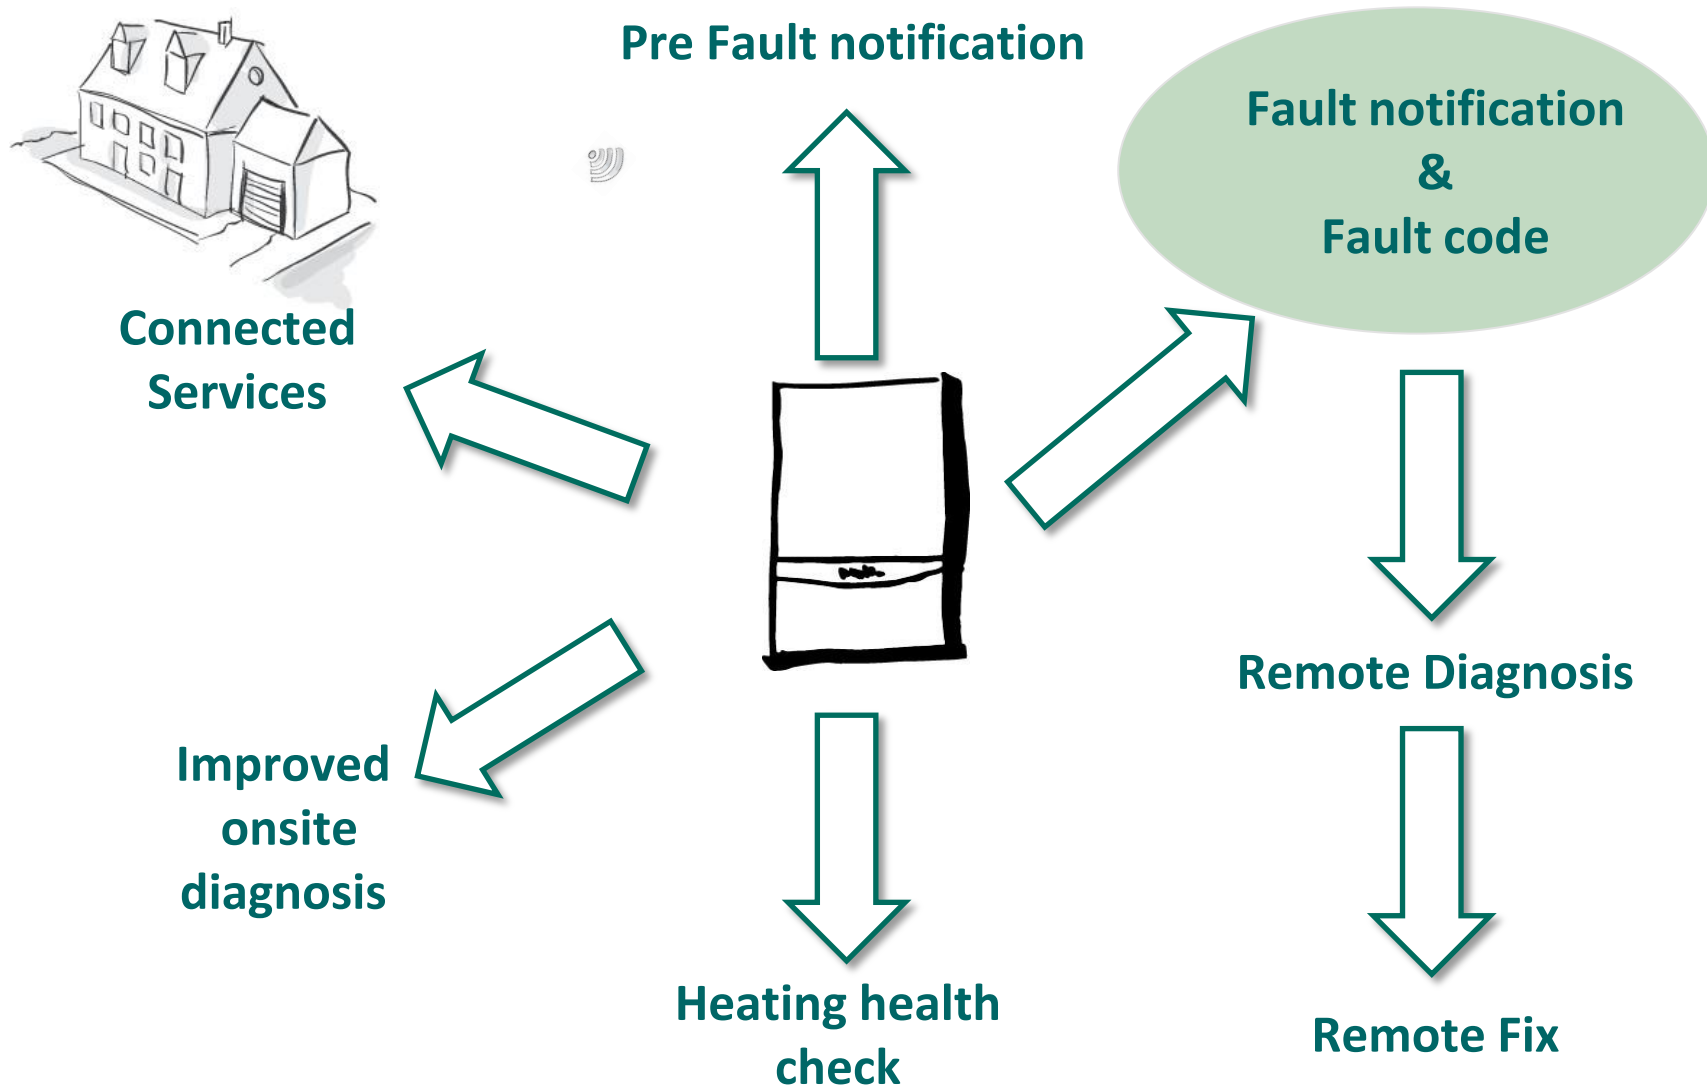 Pre Fault notification
Fault notification
&
Fault code
Connected
Services
Remote Diagnosis
Improved
onsite
diagnosis
Heating health
check
Remote Fix